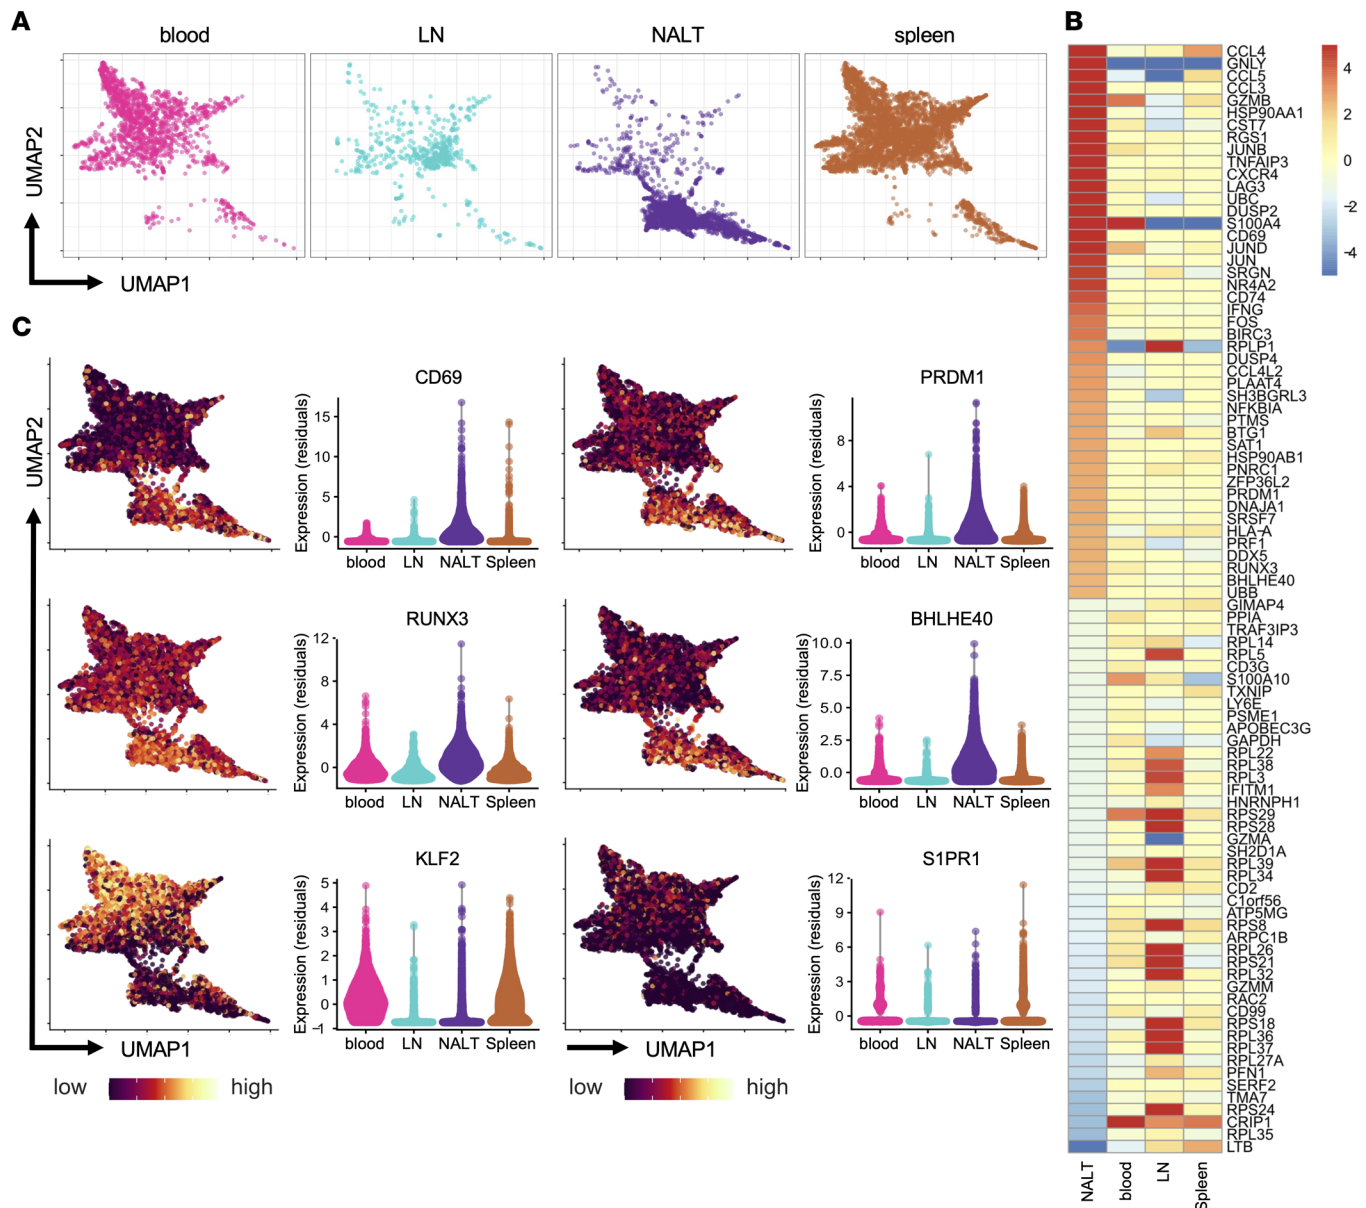 A
blood
LN
NALT
spleen
UMAP2
UMAP1
B
CCL4
GNLY
CCL5
CCL3
GZMB
HSP90AA1
CST7
RGS1
JUNB
TNFAIP3
CXCR4
LAG3
UBC
DUSP2
S100A4
CD69
JUND
JUN
SRGN
NR4A2
CD74
IFNG
FOS
BIRC3
RPLP1
DUSP4
CCL4L2
PLAAT4
SH3BGRL3
NFKBIA
PTMS
BTG1
SAT1
HSP90AB1
PNRC1
ZFP36L2
PRDM1
DNAJA1
SRSF7
HLA-A
PRF1
DDX5
RUNX3
BHLHE40
UBB
GIMAP4
PPIA
TRAF3IP3
RPL14
RPL5
CD3G
S100A10
TXNIP
LY6E
PSME1
APOBEC3G
GAPDH
RPL22
RPL38
RPL3
IFITM1
HNRNPH1
RPS29
RPS28
GZMA
SH2D1A
RPL39
RPL34
CD2
C1orf56
ATP5MG
RPS8
ARPC1B
RPL26
RPS21
RPL32
GZMM
RAC2
CD99
RPS18
RPL36
RPL37
RPL27A
PFN1
SERF2
TMA7
RPS24
CRIP1
RPL35
LTB
NALT
blood
LN
Spleen
4
2
0
-2
-4
C
UMAP2
CD69
Expression (residuals)
15
10
5
0
blood LN NALT Spleen
PRDM1
Expression (residuals)
8
4
0
blood LN NALT Spleen
RUNX3
Expression (residuals)
12
8
4
0
blood LN NALT Spleen
BHLHE40
Expression (residuals)
10.0
7.5
5.0
2.5
0.0
blood LN NALT Spleen
KLF2
Expression (residuals)
5
4
3
2
1
0
-1
blood LN NALT Spleen
S1PR1
Expression (residuals)
12
9
6
3
0
blood LN NALT Spleen
UMAP1
UMAP1
low high
low high